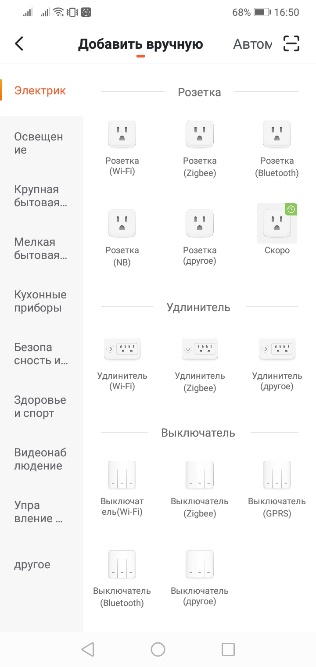 68% 16:50
Добавить вручную Автом
Электрик
Освещен
ие
Крупная
бытовая...
Мелкая
бытовая...
Кухонные
приборы
Безопа
сность и...
Здоровье
и спорт
Видеонаб
людение
Упра
вление ...
другое
Розетка
Розетка
(Wi-Fi)
Розетка
(Zigbee)
Розетка
(Bluetooth)
Розетка
(NB)
Розетка
(другое)
Скоро
Удлинитель
Удлинитель
(Wi-Fi)
Удлинитель
(Zigbee)
Удлинитель
(другое)
Выключатель
Выключат
ель(Wi-Fi)
Выключатель
(Zigbee)
Выключатель
(GPRS)
Выключатель
(Bluetooth)
Выключатель
(другое)